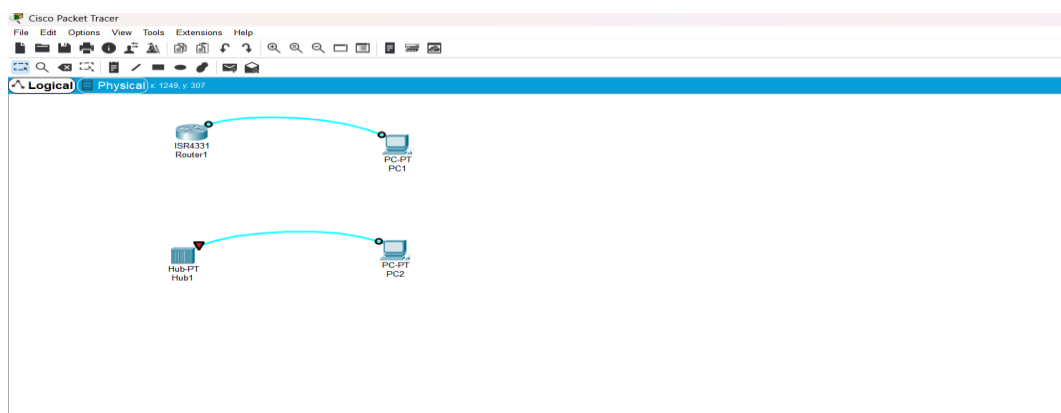 Cisco Packet Tracer
File Edit Options View Tools Extensions Help
Logical Physical x: 1249, y: 307
ISR4331
Router1
PC-PT
PC1
Hub-PT
Hub1
PC-PT
PC2